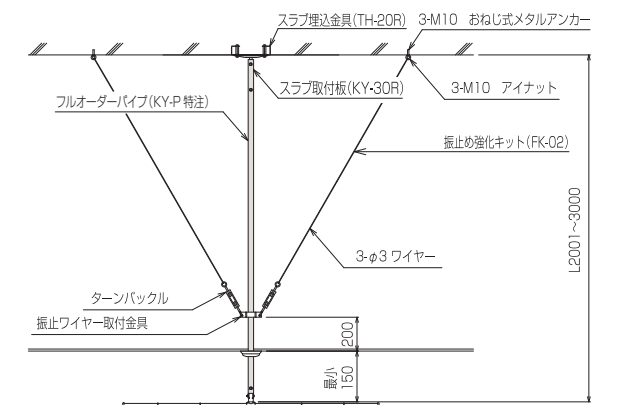 スラブ埋込金具(TH-20R)
3-M10 おねじ式メタルアンカー
スラブ取付板(KY-30R)
3-M10 アイナット
フルオーダーパイプ(KY-P特注)
振止め強化キット(FK-02)
L2001~3000
3-φ3ワイヤー
ターンバックル
振止ワイヤー取付金具
200
最小
150